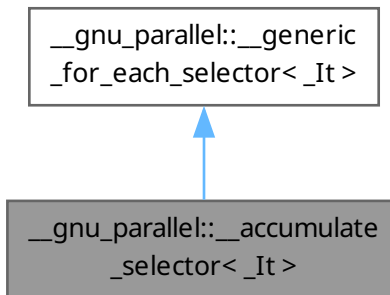 __gnu_parallel::__generic
_for_each_selector< _It >
__gnu_parallel::__accumulate
_selector< _It >